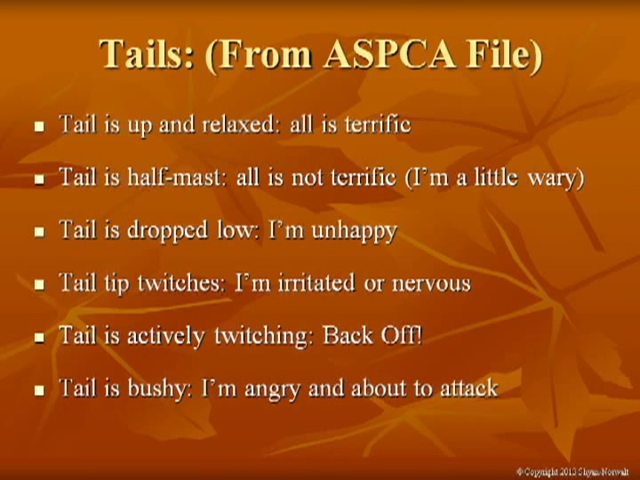 Tails: (From ASPCA File)
Tail is up and relaxed: all is terrific
Tail is half-mast: all is not terrific (I'm a little wary)
Tail is dropped low: I'm unhappy
Tail tip twitches: I'm irritated or nervous
Tail is actively twitching: Back Off!
Tail is bushy: I'm angry and about to attack
© Copyright 2013